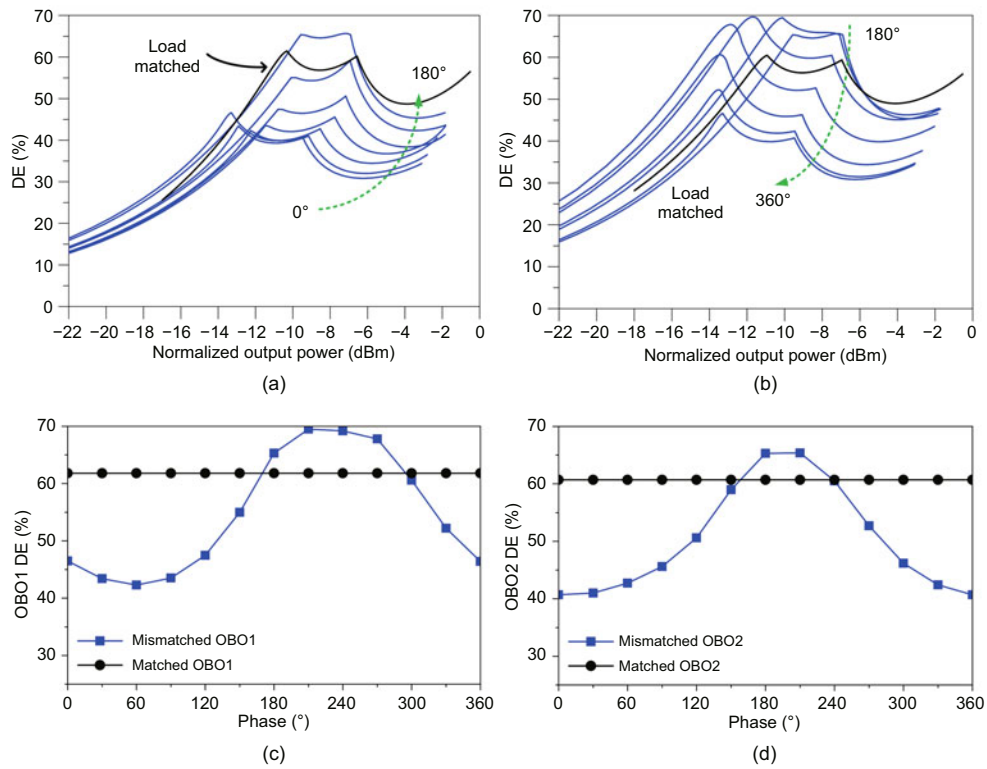 70
60
50
40
30
20
10
0
DE (%)
Load
matched
180°
0°
−22 −20 −18 −16 −14 −12 −10 −8 −6 −4 −2 0
Normalized output power (dBm)
(a)
70
60
50
40
30
20
10
0
DE (%)
180°
Load
matched
360°
−22 −20 −18 −16 −14 −12 −10 −8 −6 −4 −2 0
Normalized output power (dBm)
(b)
70
60
50
40
30
OBO1 DE (%)
Mismatched OBO1
Matched OBO1
0 60 120 180 240 300 360
Phase (°)
(c)
70
60
50
40
30
OBO2 DE (%)
Mismatched OBO2
Matched OBO2
0 60 120 180 240 300 360
Phase (°)
(d)